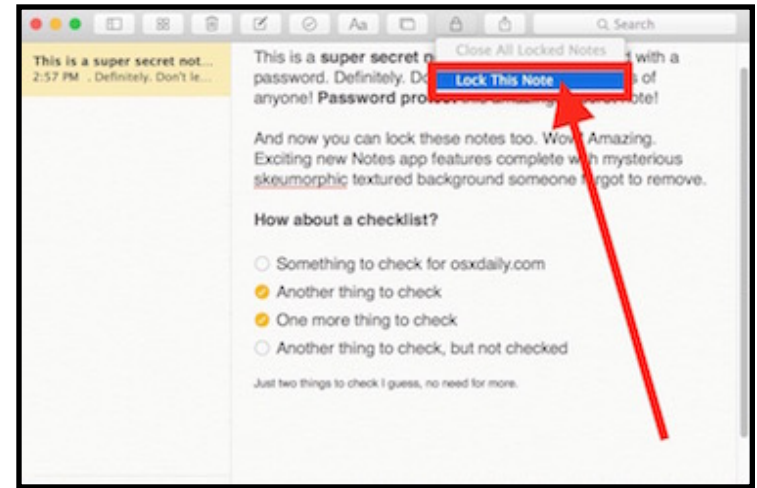 Aa
Search
Close All Locked Notes
Lock This Note
This is a super secret not...
2:57 PM . Definitely. Don't le...
This is a super secret with a
password. Definitely. of
anyone! Password
And now you can lock these notes too. Wow! Amazing.
Exciting new Notes app features complete with mysterious
skeumorphic textured background someone forgot to remove.
How about a checklist?
Something to check for osxdaily.com
Another thing to check
One more thing to check
Another thing to check, but not checked
Just two things to check I guess, no need for more.